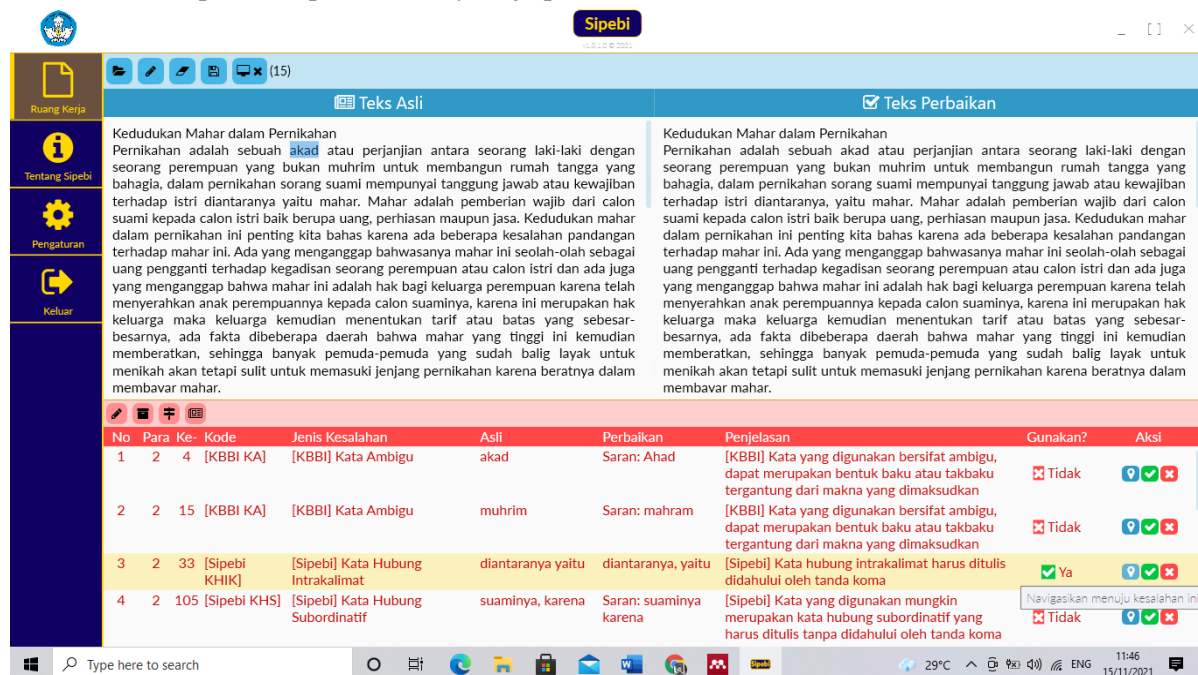 Sipebi
v1.0.1.0 © 2021
Ruang Kerja
Tentang Sipebi
Pengaturan
Keluar
(15)
Teks Asli
Kedudukan Mahar dalam Pernikahan
Pernikahan adalah sebuah akad atau perjanjian antara seorang laki-laki dengan
seorang perempuan yang bukan muhrim untuk membangun rumah tangga yang
bahagia, dalam pernikahan sorang suami mempunyai tanggung jawab atau kewajiban
terhadap istri diantaranya yaitu mahar. Mahar adalah pemberian wajib dari calon
suami kepada calon istri baik berupa uang, perhiasan maupun jasa. Kedudukan mahar
dalam pernikahan ini penting kita bahas karena ada beberapa kesalahan pandangan
terhadap mahar ini. Ada yang menganggap bahwasanya mahar ini seolah-olah sebagai
uang pengganti terhadap kegadisan seorang perempuan atau calon istri dan ada juga
yang menganggap bahwa mahar ini adalah hak bagi keluarga perempuan karena telah
menyerahkan anak perempuannya kepada calon suaminya, karena ini merupakan hak
keluarga maka keluarga kemudian menentukan tarif atau batas yang sebesar-
besarnya, ada fakta dibeberapa daerah bahwa mahar yang tinggi ini kemudian
memberatkan, sehingga banyak pemuda-pemuda yang sudah balig layak untuk
menikah akan tetapi sulit untuk memasuki jenjang pernikahan karena beratnya dalam
membayar mahar.
Teks Perbaikan
Kedudukan Mahar dalam Pernikahan
Pernikahan adalah sebuah akad atau perjanjian antara seorang laki-laki dengan
seorang perempuan yang bukan muhrim untuk membangun rumah tangga yang
bahagia, dalam pernikahan sorang suami mempunyai tanggung jawab atau kewajiban
terhadap istri diantaranya, yaitu mahar. Mahar adalah pemberian wajib dari calon
suami kepada calon istri baik berupa uang, perhiasan maupun jasa. Kedudukan mahar
dalam pernikahan ini penting kita bahas karena ada beberapa kesalahan pandangan
terhadap mahar ini. Ada yang menganggap bahwasanya mahar ini seolah-olah sebagai
uang pengganti terhadap kegadisan seorang perempuan atau calon istri dan ada juga
yang menganggap bahwa mahar ini adalah hak bagi keluarga perempuan karena telah
menyerahkan anak perempuannya kepada calon suaminya, karena ini merupakan hak
keluarga maka keluarga kemudian menentukan tarif atau batas yang sebesar-
besarnya, ada fakta dibeberapa daerah bahwa mahar yang tinggi ini kemudian
memberatkan, sehingga banyak pemuda-pemuda yang sudah balig layak untuk
menikah akan tetapi sulit untuk memasuki jenjang pernikahan karena beratnya dalam
membayar mahar.
No Para Ke- Kode Jenis Kesalahan Asli Perbaikan Penjelasan Gunakan? Aksi
1 2 4 [KBBI KA] [KBBI] Kata Ambigu akad Saran: Ahad [KBBI] Kata yang digunakan bersifat ambigu,
dapat merupakan bentuk baku atau takbaku
tergantung dari makna yang dimaksudkan
Tidak
2 2 15 [KBBI KA] [KBBI] Kata Ambigu muhrim Saran: mahram [KBBI] Kata yang digunakan bersifat ambigu,
dapat merupakan bentuk baku atau takbaku
tergantung dari makna yang dimaksudkan
Tidak
3 2 33 [Sipebi KHIK] [Sipebi] Kata Hubung Intrakalimat diantaranya yaitu diantaranya, yaitu [Sipebi] Kata hubung intrakalimat harus ditulis
didahului oleh tanda koma
Ya
Navigasikan menuju kesalahan ini
4 2 105 [Sipebi KHS] [Sipebi] Kata Hubung Subordinatif suaminya, karena Saran: suaminya karena [Sipebi] Kata yang digunakan mungkin
merupakan kata hubung subordinatif yang
harus ditulis tanpa didahului oleh tanda koma
Tidak
Type here to search
Sipebi
29°C
ENG
11:46
15/11/2021